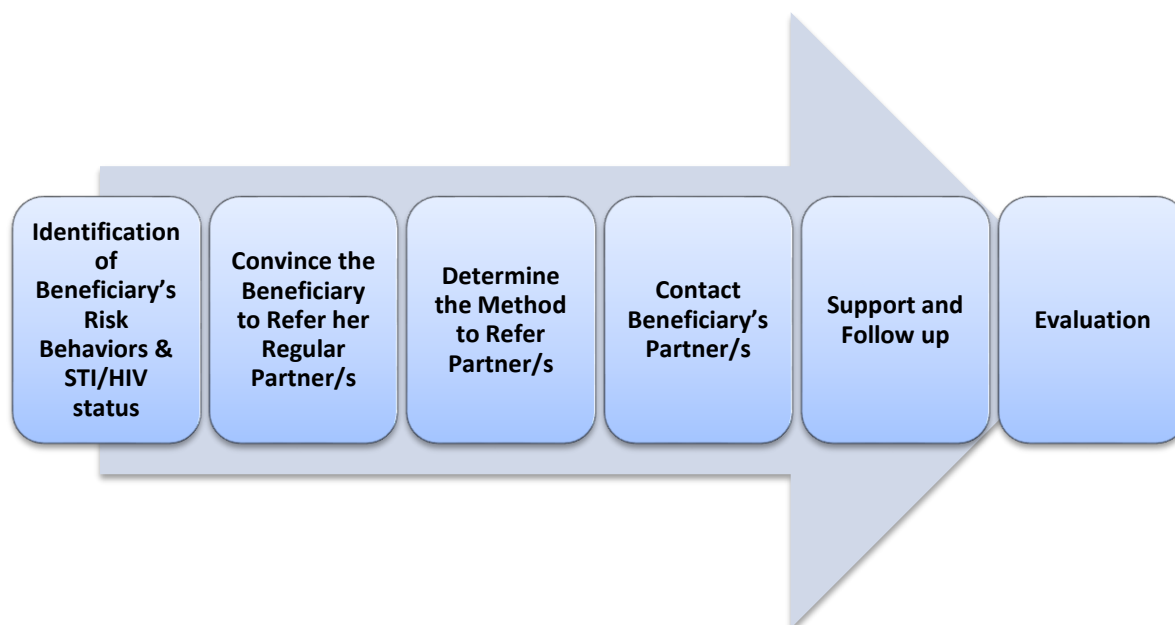 Identification
of
Beneficiary’s
Risk
Behaviors &
STI/HIV
status
Convince the
Beneficiary
to Refer her
Regular
Partner/s
Determine
the Method
to Refer
Partner/s
Contact
Beneficiary’s
Partner/s
Support and
Follow up
Evaluation